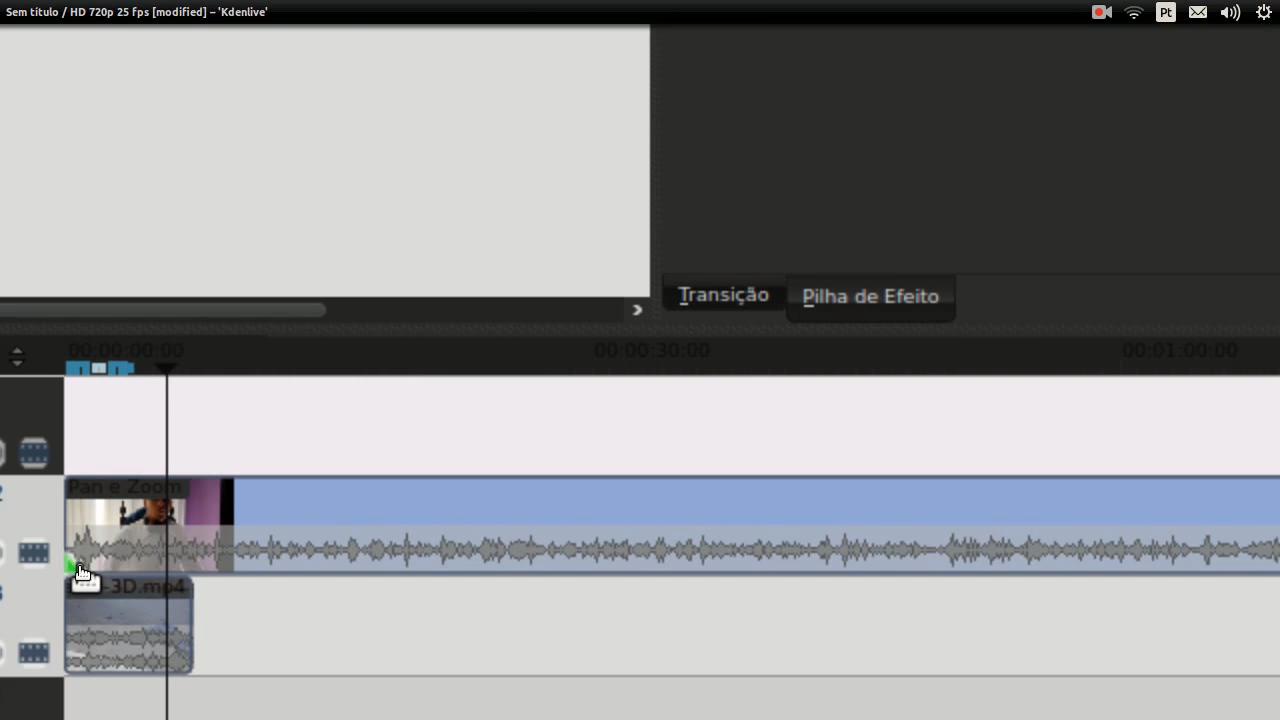 Sem titulo / HD 720p 25 fps [modified] – 'Kdenlive'
Pt
Transição
Pilha de Efeito
00:00:00:00
00:00:30:00
00:01:00:00
Pan e Zoom
-3D.mp4